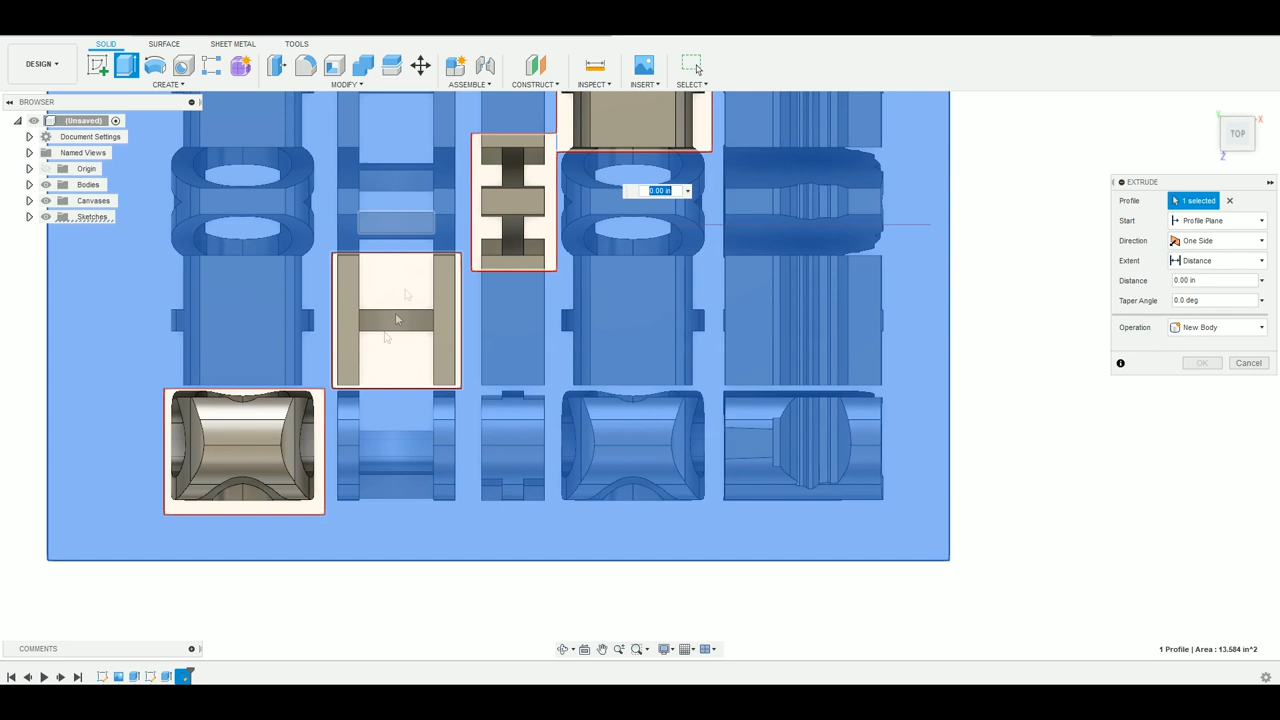 SOLID SURFACE SHEET METAL TOOLS
DESIGN
CREATE MODIFY ASSEMBLE CONSTRUCT INSPECT INSERT SELECT
BROWSER
(Unsaved)
Document Settings
Named Views
Origin
Bodies
Canvases
Sketches
TOP
X
Y
Z
0.00 in
EXTRUDE
Profile 1 selected
Start Profile Plane
Direction One Side
Extent Distance
Distance 0.00 in
Taper Angle 0.0 deg
Operation New Body
OK Cancel
COMMENTS
1 Profile | Area : 13.584 in^2